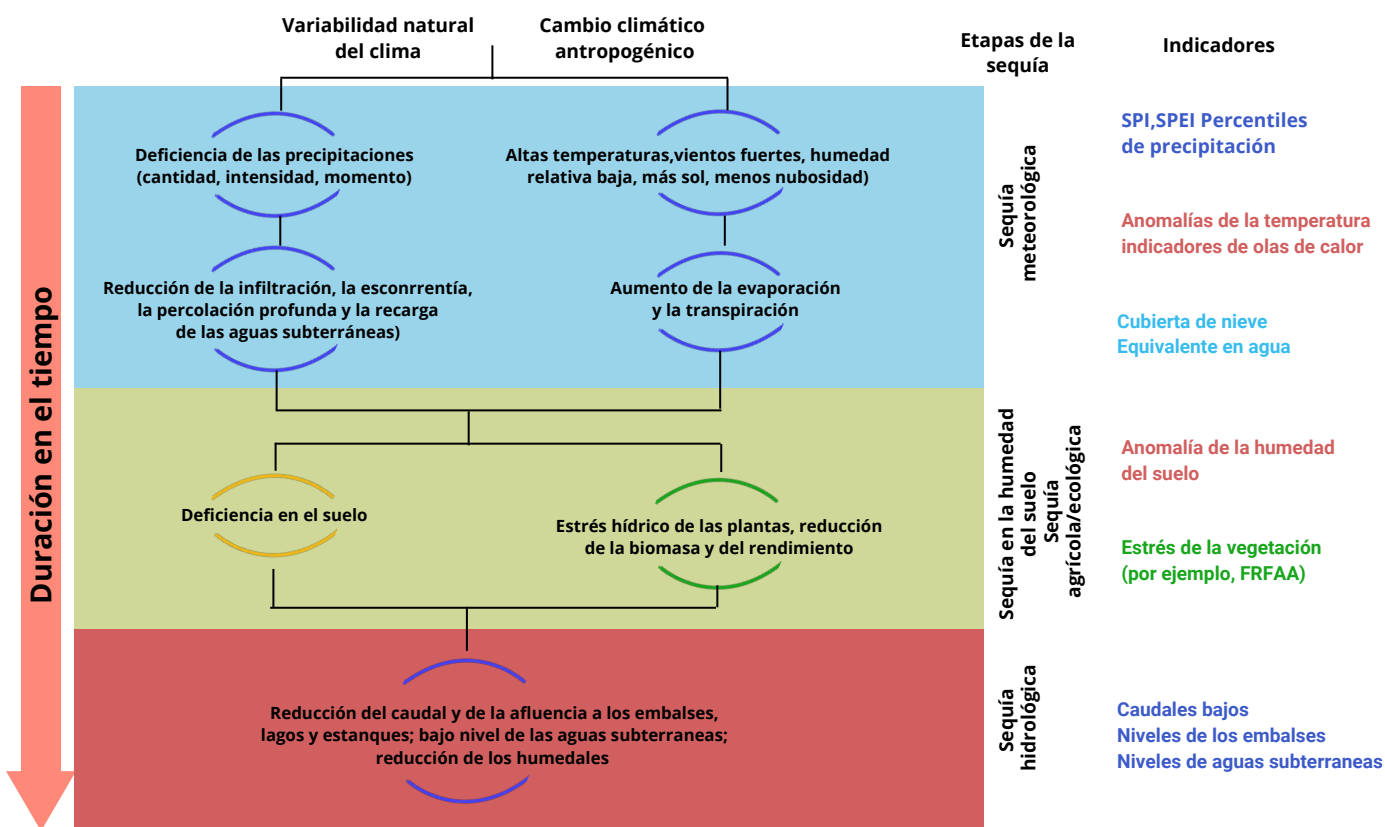 Variabilidad natural
del clima
Cambio climático
antropogénico
Etapas de la
sequía
Indicadores
Duración en el tiempo
Deficiencia de las precipitaciones
(cantidad, intensidad, momento)
Altas temperaturas,vientos fuertes, humedad
relativa baja, más sol, menos nubosidad)
Reducción de la infiltración, la esconrrentía,
la percolación profunda y la recarga
de las aguas subterráneas)
Aumento de la evaporación
y la transpiración
Sequía
meteorológica
SPI,SPEI Percentiles
de precipitación
Anomalías de la temperatura
indicadores de olas de calor
Cubierta de nieve
Equivalente en agua
Deficiencia en el suelo
Estrés hídrico de las plantas, reducción
de la biomasa y del rendimiento
Sequía en la humedad
del suelo
Sequía
agrícola/ecológica
Anomalía de la humedad
del suelo
Estrés de la vegetación
(por ejemplo, FRFAA)
Reducción del caudal y de la afluencia a los embalses,
lagos y estanques; bajo nivel de las aguas subterraneas;
reducción de los humedales
Sequía
hidrológica
Caudales bajos
Niveles de los embalses
Niveles de aguas subterraneas